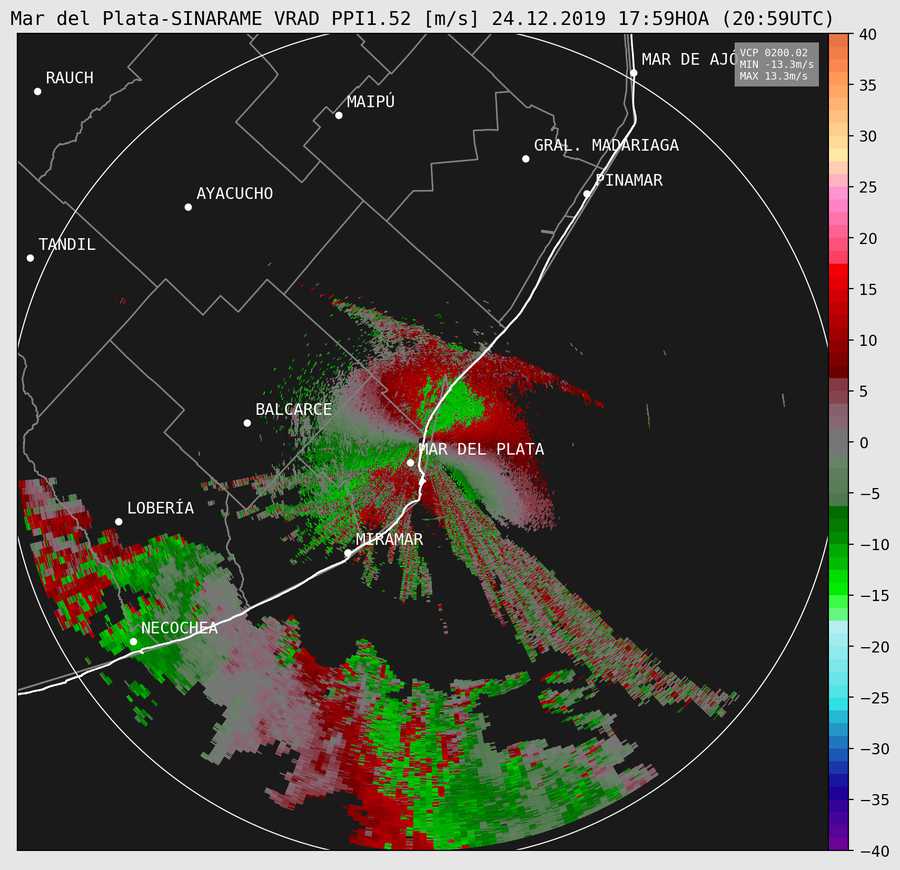 Mar del Plata-SINARAME VRAD PPI1.52 [m/s] 24.12.2019 17:59HOA (20:59UTC)
VCP 0200.02
MIN -13.3m/s
MAX 13.3m/s
MAR DE AJÓ
RAUCH
MAIPÚ
GRAL. MADARIAGA
PINAMAR
AYACUCHO
TANDIL
BALCARCE
MAR DEL PLATA
LOBERÍA
MIRAMAR
NECOCHEA
40
35
30
25
20
15
10
5
0
−5
−10
−15
−20
−25
−30
−35
−40